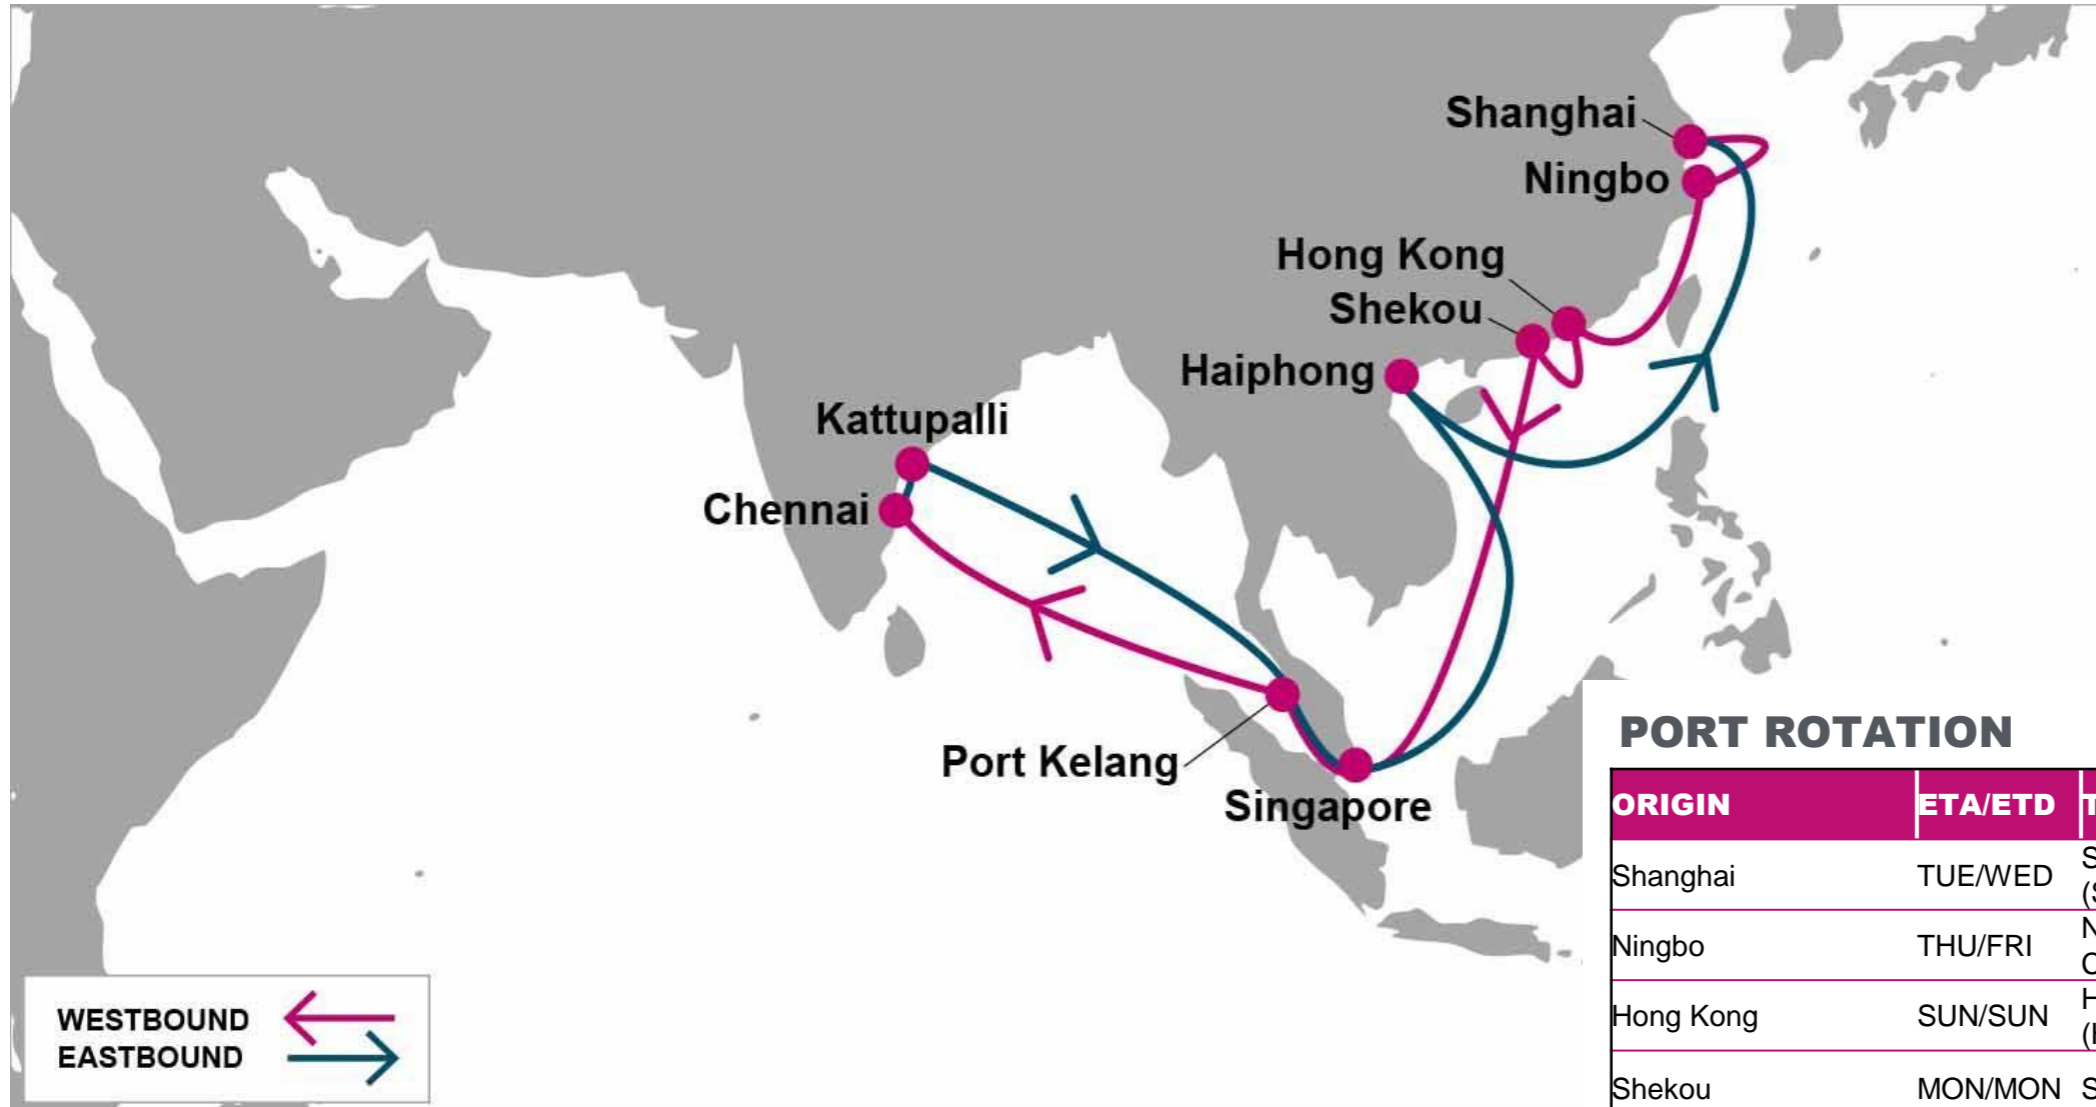 Shanghai
Ningbo
Hong Kong
Shekou
Haiphong
Kattupalli
Chennai
Port Kelang
Singapore
WESTBOUND
EASTBOUND
PORT ROTATION
ORIGIN ETA/ETD
Shanghai TUE/WED
Ningbo THU/FRI
Hong Kong SUN/SUN
Shekou MON/MON